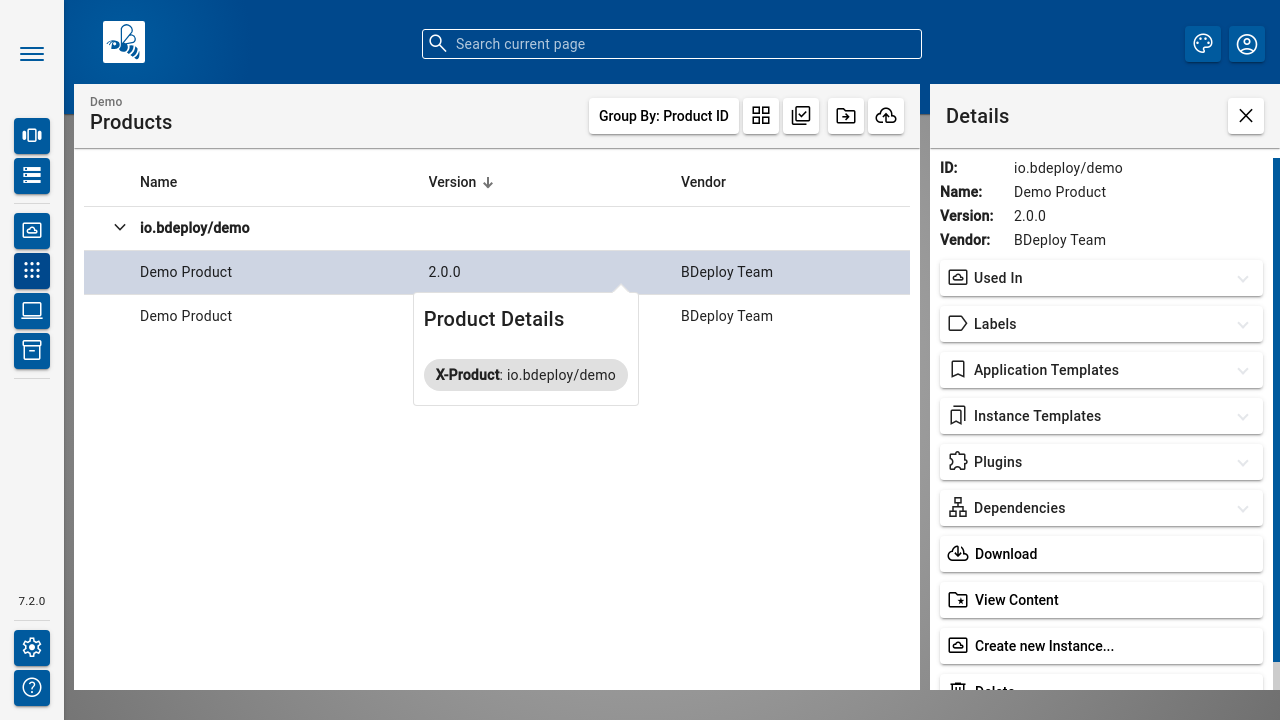 Search current page
Demo
Products
Group By: Product ID
Name
Version
Vendor
io.bdeploy/demo
Demo Product
2.0.0
BDeploy Team
Demo Product
BDeploy Team
Product Details
X-Product: io.bdeploy/demo
7.2.0
Details
ID: io.bdeploy/demo
Name: Demo Product
Version: 2.0.0
Vendor: BDeploy Team
Used In
Labels
Application Templates
Instance Templates
Plugins
Dependencies
Download
View Content
Create new Instance...
Delete